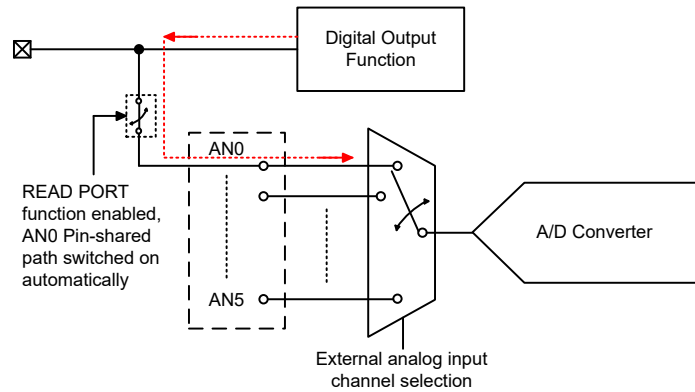 Digital Output
Function
AN0
READ PORT
function enabled,
AN0 Pin-shared
path switched on
automatically
A/D Converter
AN5
External analog input
channel selection